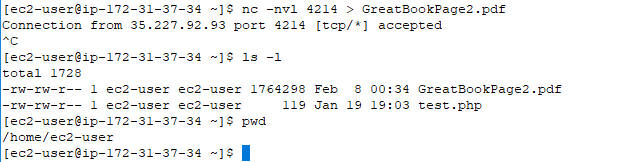 [ec2-user@ip-172-31-37-34 ~]$ nc -nvl 4214 > GreatBookPage2.pdf
Connection from 35.227.92.93 port 4214 [tcp/*] accepted
^C
[ec2-user@ip-172-31-37-34 ~]$ ls -l
total 1728
-rw-rw-r-- 1 ec2-user ec2-user 1764298 Feb  8 00:34 GreatBookPage2.pdf
-rw-rw-r-- 1 ec2-user ec2-user     119 Jan 19 19:03 test.php
[ec2-user@ip-172-31-37-34 ~]$ pwd
/home/ec2-user
[ec2-user@ip-172-31-37-34 ~]$